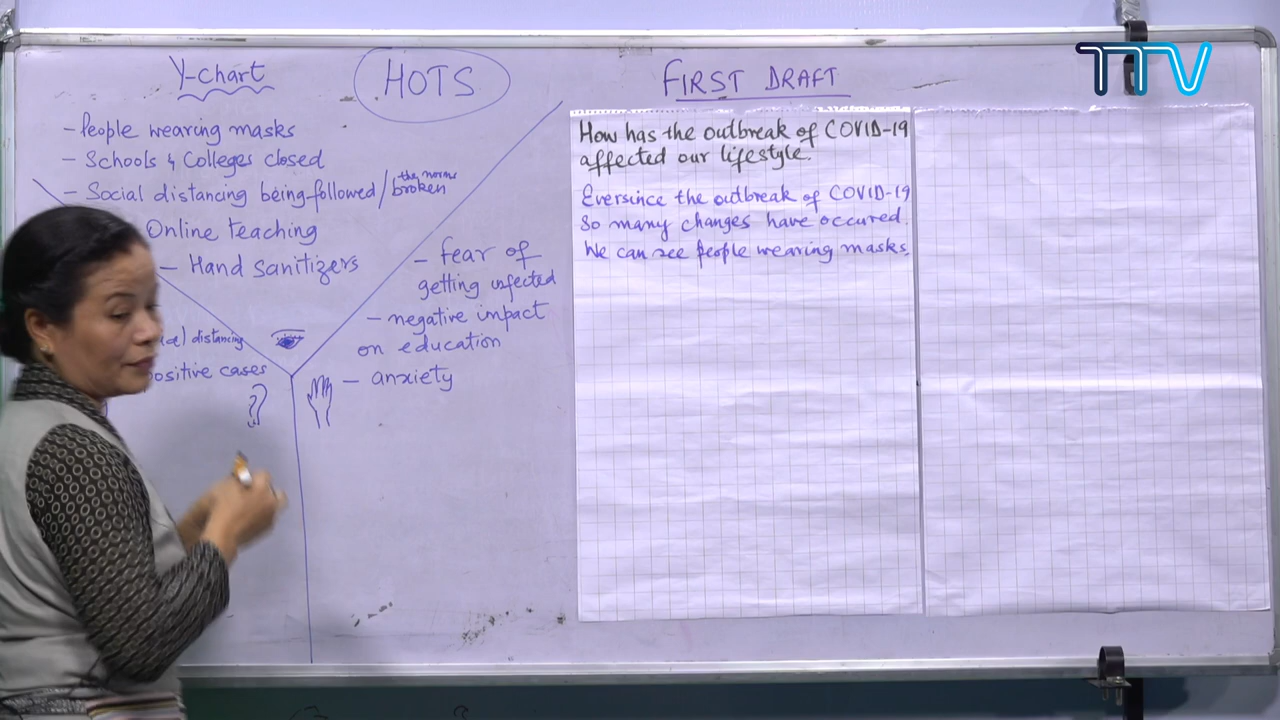 Y-chart
HOTS
FIRST DRAFT
TTV
- People wearing masks
- Schools & Colleges closed
- Social distancing being followed/the norms broken
Online teaching
- Hand sanitizers
distancing
positive cases
- fear of
getting infected
- negative impact
on education
- anxiety
How has the outbreak of COVID-19
affected our lifestyle.
Eversince the outbreak of COVID-19
So many changes have occured.
We can see people wearing masks.